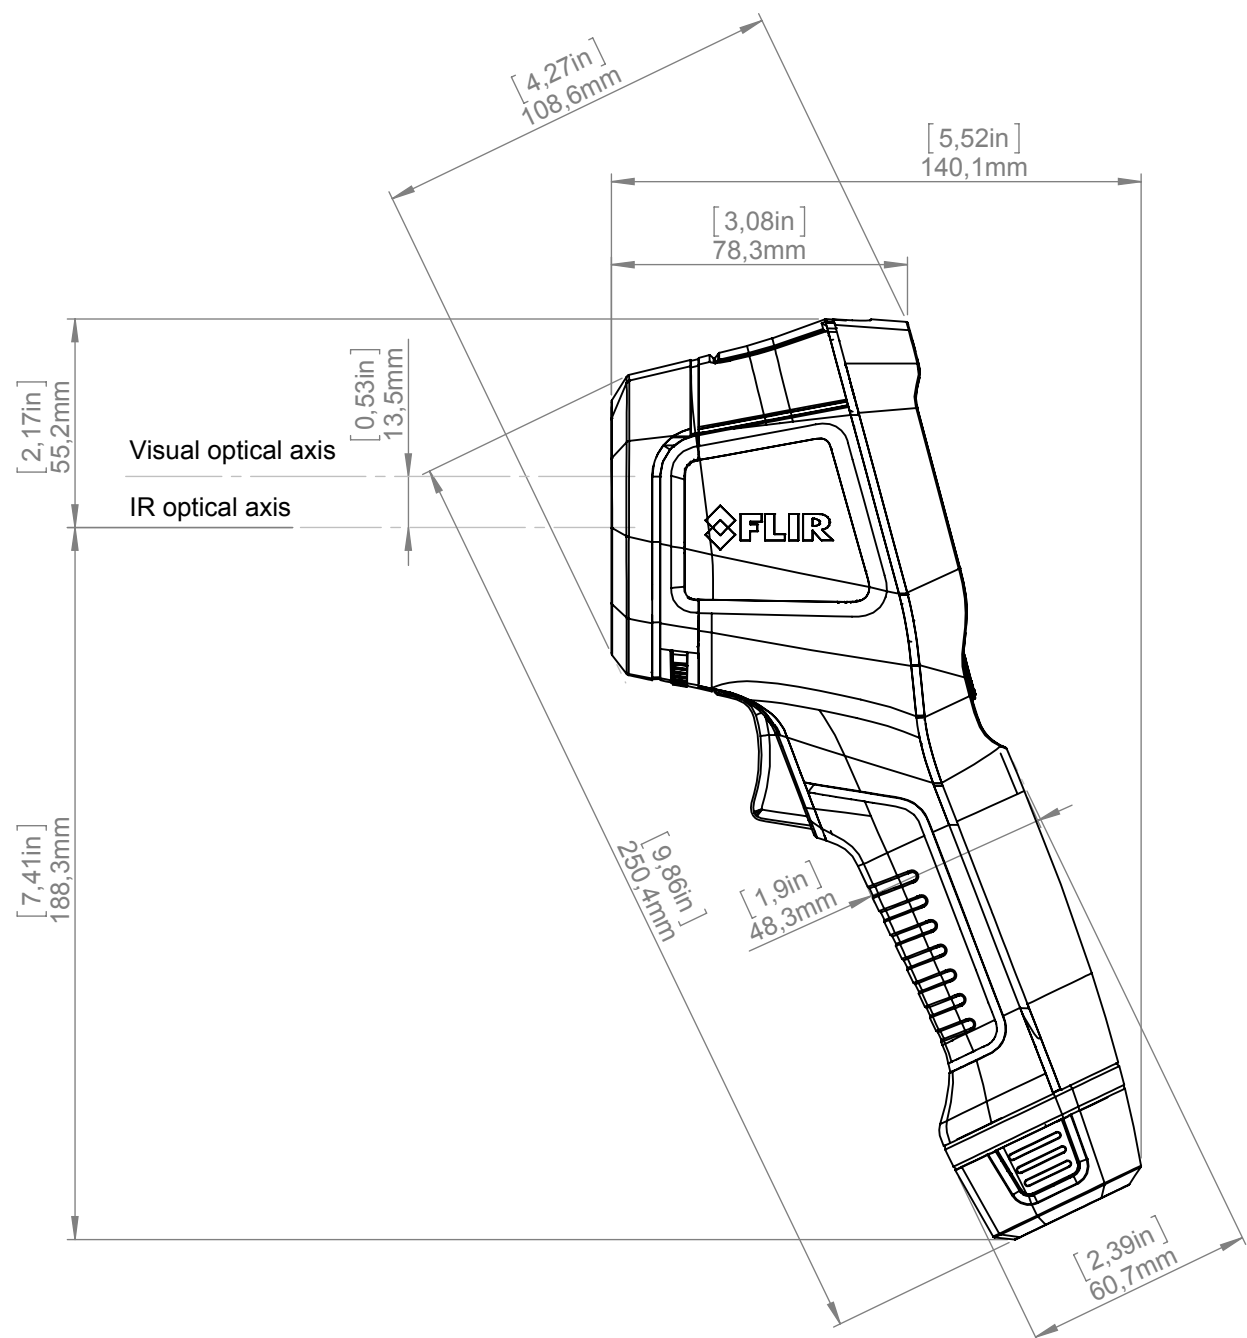 [4,27in]
108,6mm
[5,52in]
140,1mm
[3,08in]
78,3mm
[2,17in]
55,2mm
[0,53in]
13,5mm
Visual optical axis
IR optical axis
FLIR
[7,41in]
188,3mm
[9,86in]
250,4mm
[1,9in]
48,3mm
[2,39in]
60,7mm